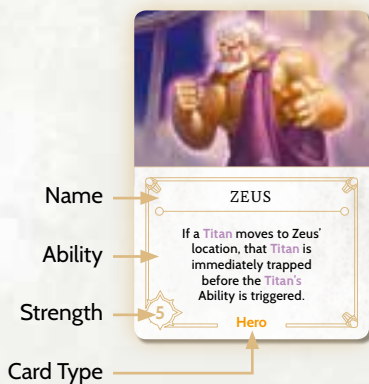 ZEUS
Name
If a Titan moves to Zeus'
location, that Titan is
immediately trapped
before the Titan's
Ability is triggered.
Ability
5
Strength
Hero
Card Type